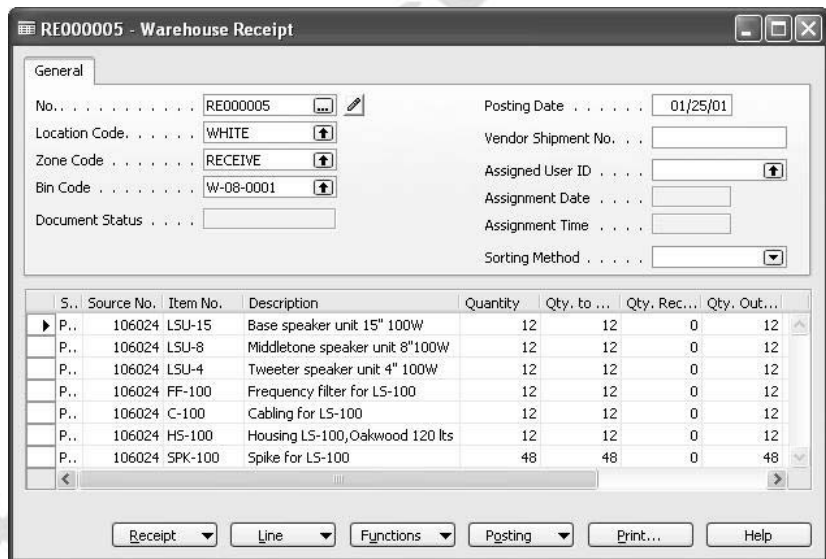 RE000005 - Warehouse Receipt
General
No. . . . . . . . . . . . RE000005 ...
Location Code. . . . . . WHITE
Zone Code . . . . . . . RECEIVE
Bin Code . . . . . . . . W-08-0001
Document Status . . . .
Posting Date . . . . . . 01/25/01
Vendor Shipment No. . .
Assigned User ID . . . .
Assignment Date . . . .
Assignment Time . . . .
Sorting Method . . . . .
S.. Source No. Item No. Description Quantity Qty. to ... Qty. Rec... Qty. Out...
P.. 106024 LSU-15 Base speaker unit 15" 100W 12 12 0 12
P.. 106024 LSU-8 Middletone speaker unit 8"100W 12 12 0 12
P.. 106024 LSU-4 Tweeter speaker unit 4" 100W 12 12 0 12
P.. 106024 FF-100 Frequency filter for LS-100 12 12 0 12
P.. 106024 C-100 Cabling for LS-100 12 12 0 12
P.. 106024 HS-100 Housing LS-100,Oakwood 120 lts 12 12 0 12
P.. 106024 SPK-100 Spike for LS-100 48 48 0 48
Receipt Line Functions Posting Print... Help